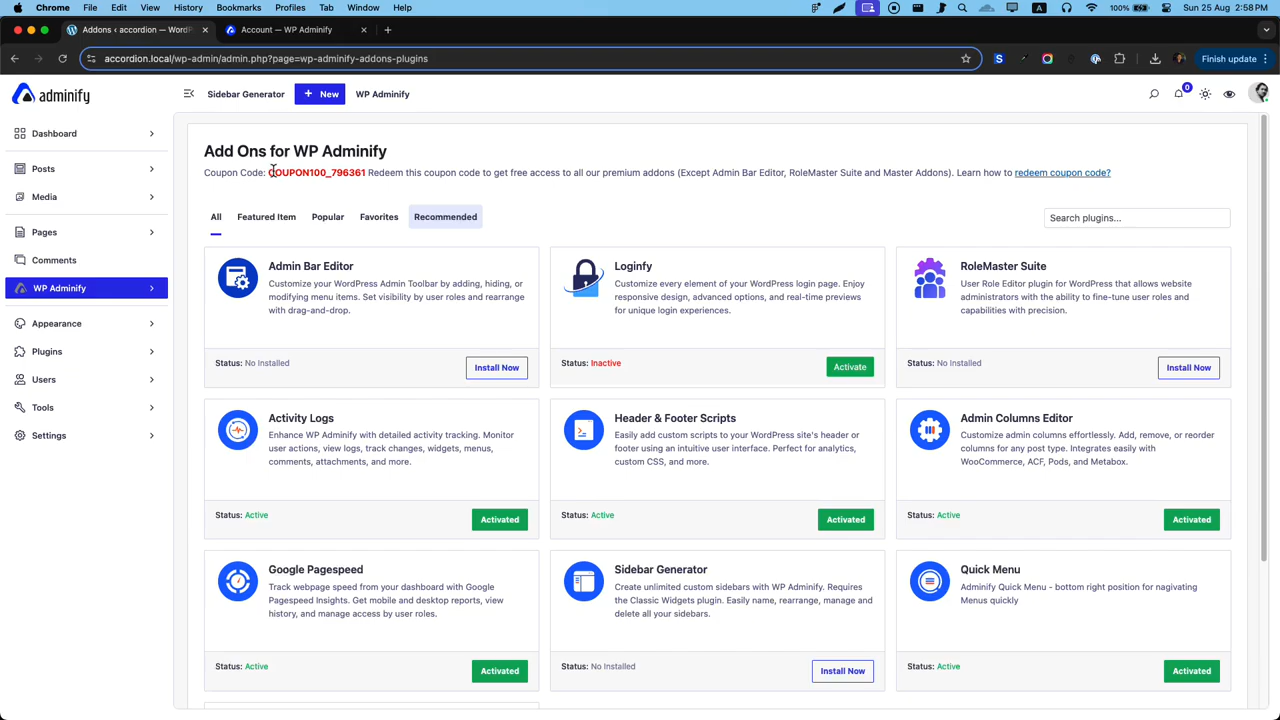 Chrome File Edit View History Bookmarks Profiles Tab Window Help
100% Sun 25 Aug 2:58 PM
Addons ‹ accordion — WordP
Account — WP Adminify
accordion.local/wp-admin/admin.php?page=wp-adminify-addons-plugins
Finish update
adminify
Sidebar Generator
+ New
WP Adminify
0
Dashboard
Posts
Media
Pages
Comments
WP Adminify
Appearance
Plugins
Users
Tools
Settings
Add Ons for WP Adminify
Coupon Code: COUPON100_796361 Redeem this coupon code to get free access to all our premium addons (Except Admin Bar Editor, RoleMaster Suite and Master Addons). Learn how to redeem coupon code?
All Featured Item Popular Favorites Recommended
Search plugins...
Admin Bar Editor
Customize your WordPress Admin Toolbar by adding, hiding, or
modifying menu items. Set visibility by user roles and rearrange
with drag-and-drop.
Status: No Installed
Install Now
Loginfy
Customize every element of your WordPress login page. Enjoy
responsive design, advanced options, and real-time previews
for unique login experiences.
Status: Inactive
Activate
RoleMaster Suite
User Role Editor plugin for WordPress that allows website
administrators with the ability to fine-tune user roles and
capabilities with precision.
Status: No Installed
Install Now
Activity Logs
Enhance WP Adminify with detailed activity tracking. Monitor
user actions, view logs, track changes, widgets, menus,
comments, attachments, and more.
Status: Active
Activated
Header & Footer Scripts
Easily add custom scripts to your WordPress site's header or
footer using an intuitive user interface. Perfect for analytics,
custom CSS, and more.
Status: Active
Activated
Admin Columns Editor
Customize admin columns effortlessly. Add, remove, or reorder
columns for any post type. Integrates easily with
WooCommerce, ACF, Pods, and Metabox.
Status: Active
Activated
Google Pagespeed
Track webpage speed from your dashboard with Google
Pagespeed Insights. Get mobile and desktop reports, view
history, and manage access by user roles.
Status: Active
Activated
Sidebar Generator
Create unlimited custom sidebars with WP Adminify. Requires
the Classic Widgets plugin. Easily name, rearrange, manage and
delete all your sidebars.
Status: No Installed
Install Now
Quick Menu
Adminify Quick Menu - bottom right position for nagivating
Menus quickly
Status: Active
Activated